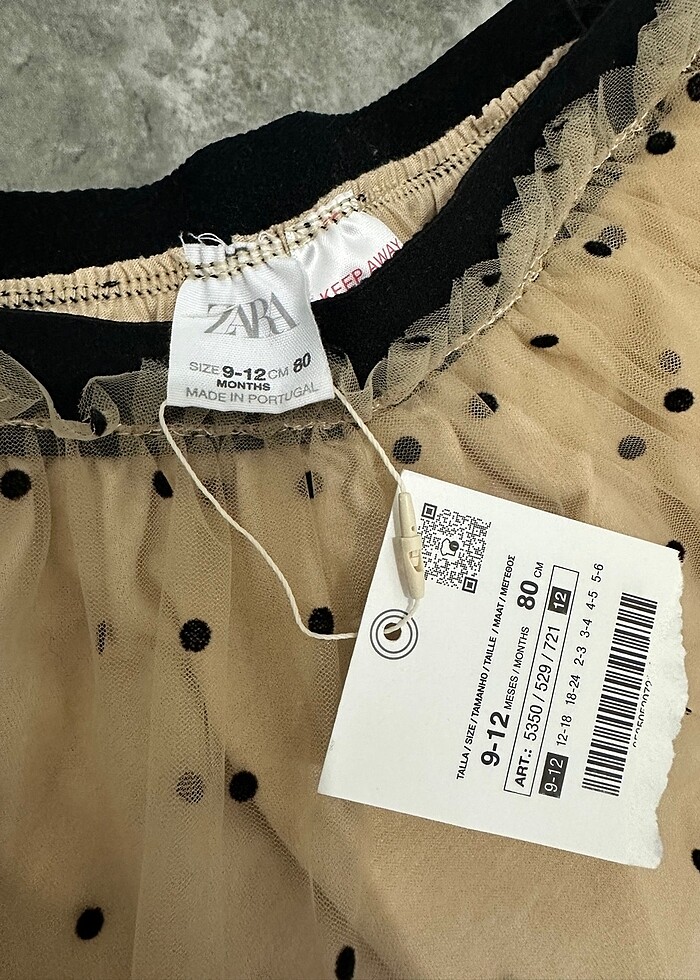 ZARA
SIZE 9-12 CM 80
MONTHS
MADE IN PORTUGAL
KEEP AWAY
TALLA / SIZE / TAMANHO / TAILLE / MAAT / ΜΕΓΕΘΟΣ
9-12 MESES / MONTHS 80 CM
ART.: 5350 / 529 / 721 12
9-12 12-18 18-24 2-3 3-4 4-5 5-6